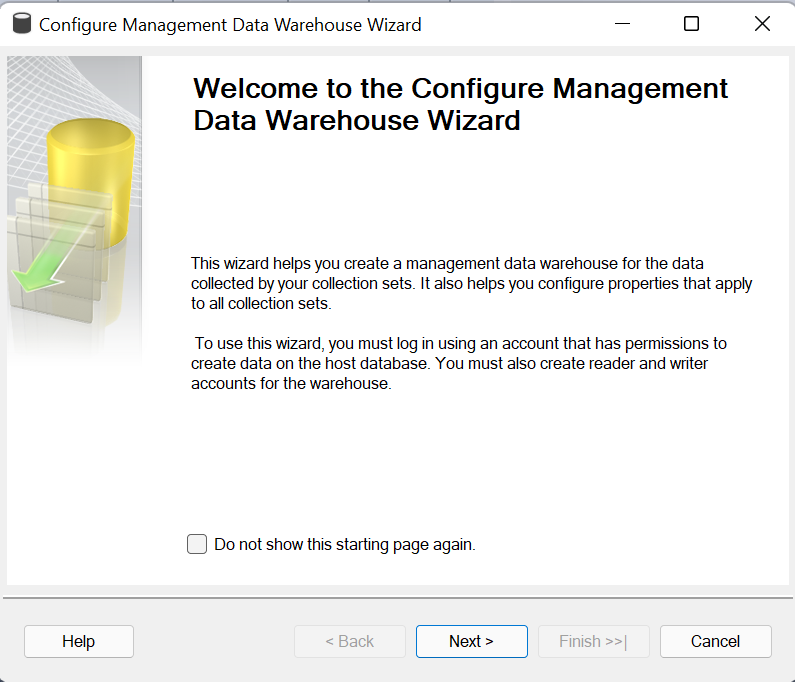 Configure Management Data Warehouse Wizard
Welcome to the Configure Management
Data Warehouse Wizard
This wizard helps you create a management data warehouse for the data
collected by your collection sets. It also helps you configure properties that apply
to all collection sets.
To use this wizard, you must log in using an account that has permissions to
create data on the host database. You must also create reader and writer
accounts for the warehouse.
Do not show this starting page again.
Help
< Back
Next >
Finish >>|
Cancel